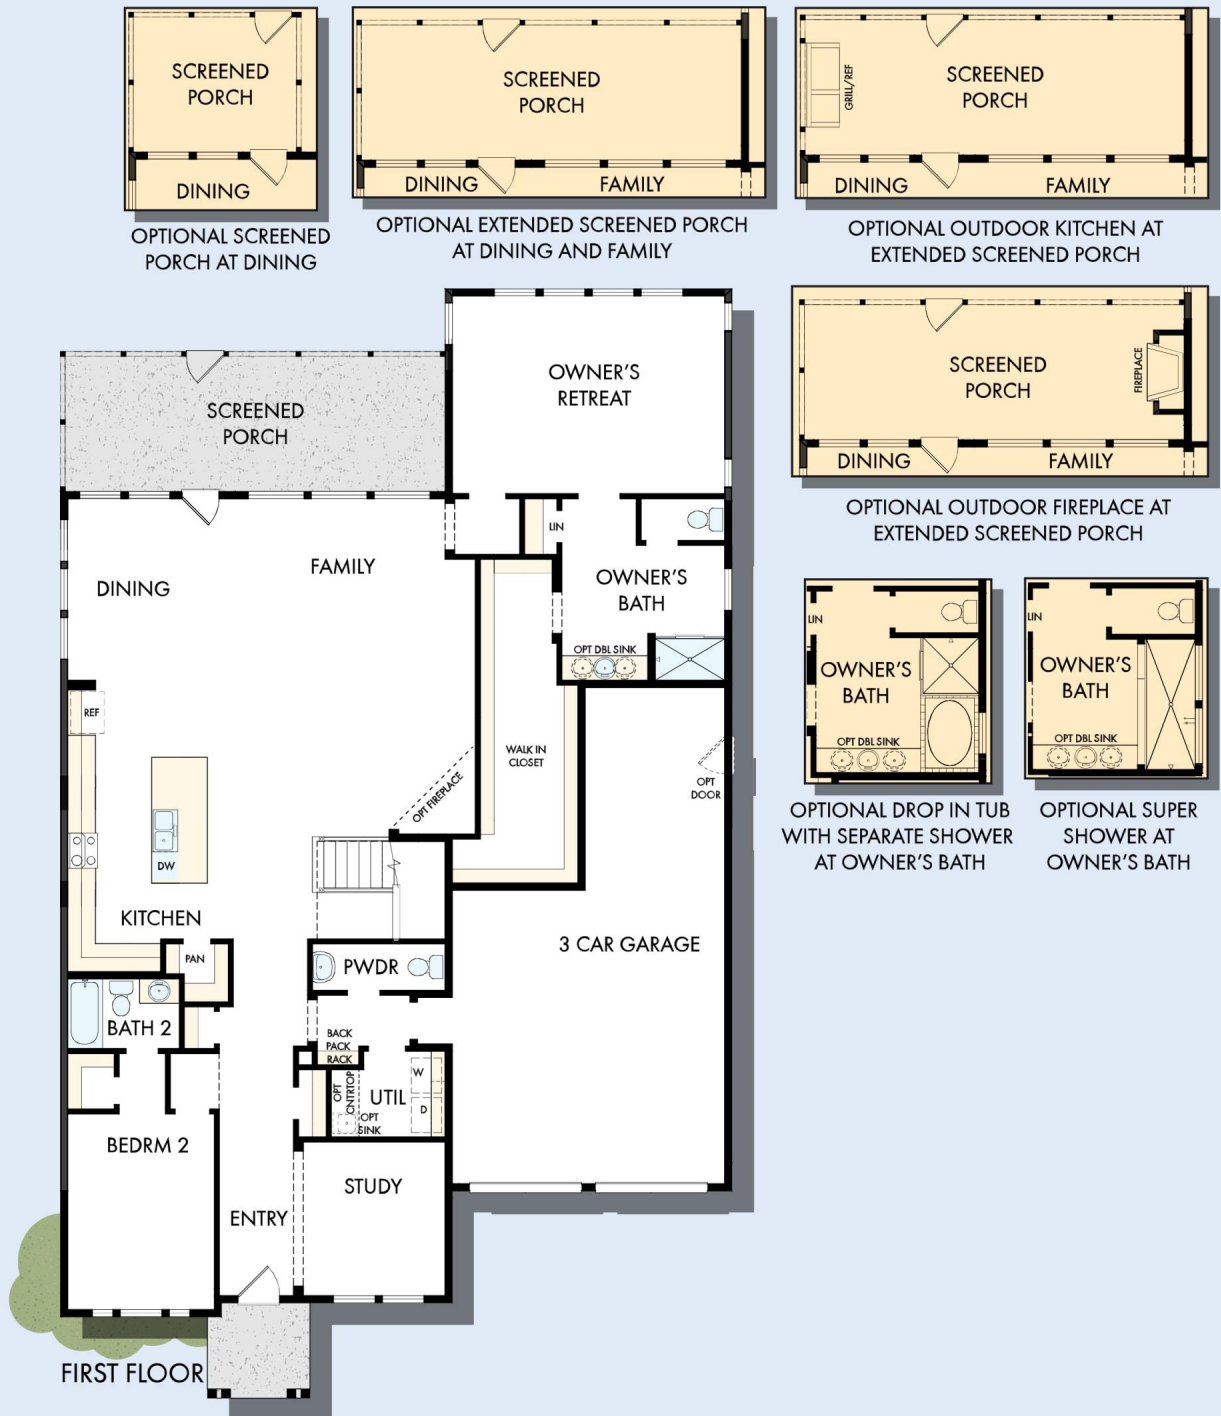 SCREENED
PORCH
DINING
OPTIONAL SCREENED
PORCH AT DINING
SCREENED
PORCH
DINING
FAMILY
OPTIONAL EXTENDED SCREENED PORCH
AT DINING AND FAMILY
GRILL/REF
SCREENED
PORCH
DINING
FAMILY
OPTIONAL OUTDOOR KITCHEN AT
EXTENDED SCREENED PORCH
SCREENED
PORCH
FIREPLACE
DINING
FAMILY
OPTIONAL OUTDOOR FIREPLACE AT
EXTENDED SCREENED PORCH
LIN
OWNER'S
BATH
OPT DBL SINK
OPTIONAL DROP IN TUB
WITH SEPARATE SHOWER
AT OWNER'S BATH
LIN
OWNER'S
BATH
OPT DBL SINK
OPTIONAL SUPER
SHOWER AT
OWNER'S BATH
OWNER'S
RETREAT
SCREENED
PORCH
LIN
FAMILY
DINING
OWNER'S
BATH
OPT DBL SINK
REF
WALK IN
CLOSET
OPT
DOOR
OPT FIREPLACE
DW
KITCHEN
3 CAR GARAGE
PAN
PWDR
BATH 2
BACK
PACK
RACK
W
OPT
CNTRTOP
UTIL
D
OPT
SINK
BEDRM 2
STUDY
ENTRY
FIRST FLOOR